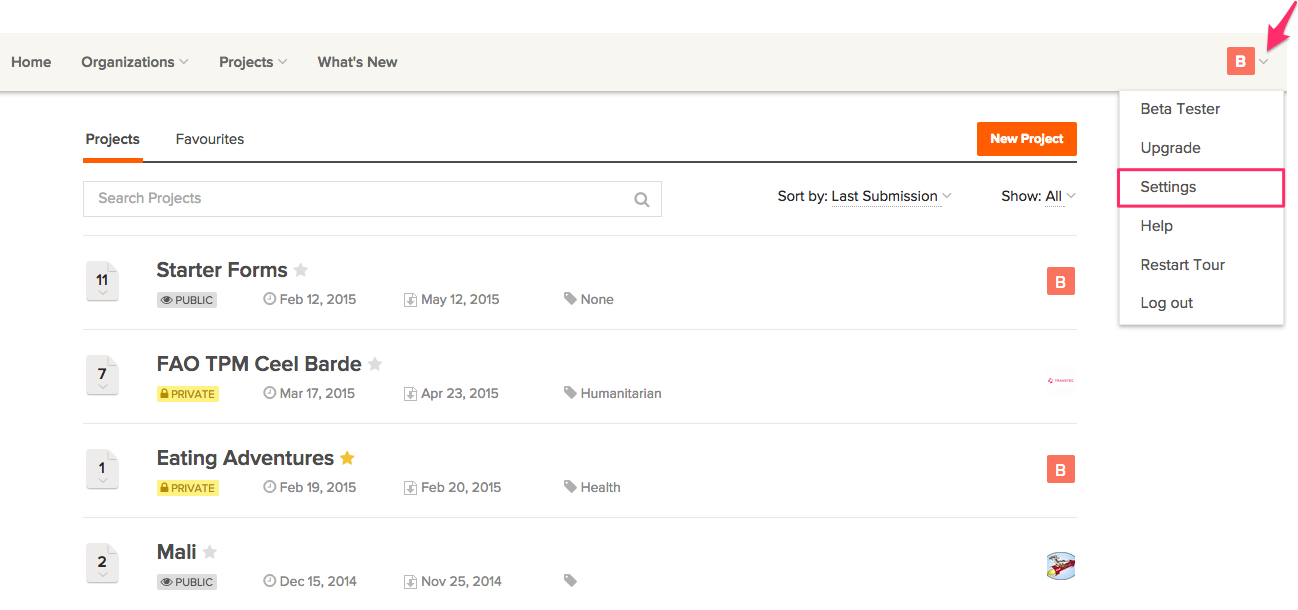 Home Organizations Projects What's New B
Beta Tester
Upgrade
Settings
Help
Restart Tour
Log out
Projects Favourites New Project
Search Projects Sort by: Last Submission Show: All
11 Starter Forms B
PUBLIC Feb 12, 2015 May 12, 2015 None
7 FAO TPM Ceel Barde
PRIVATE Mar 17, 2015 Apr 23, 2015 Humanitarian
TRANSTEC
1 Eating Adventures B
PRIVATE Feb 19, 2015 Feb 20, 2015 Health
2 Mali
PUBLIC Dec 15, 2014 Nov 25, 2014